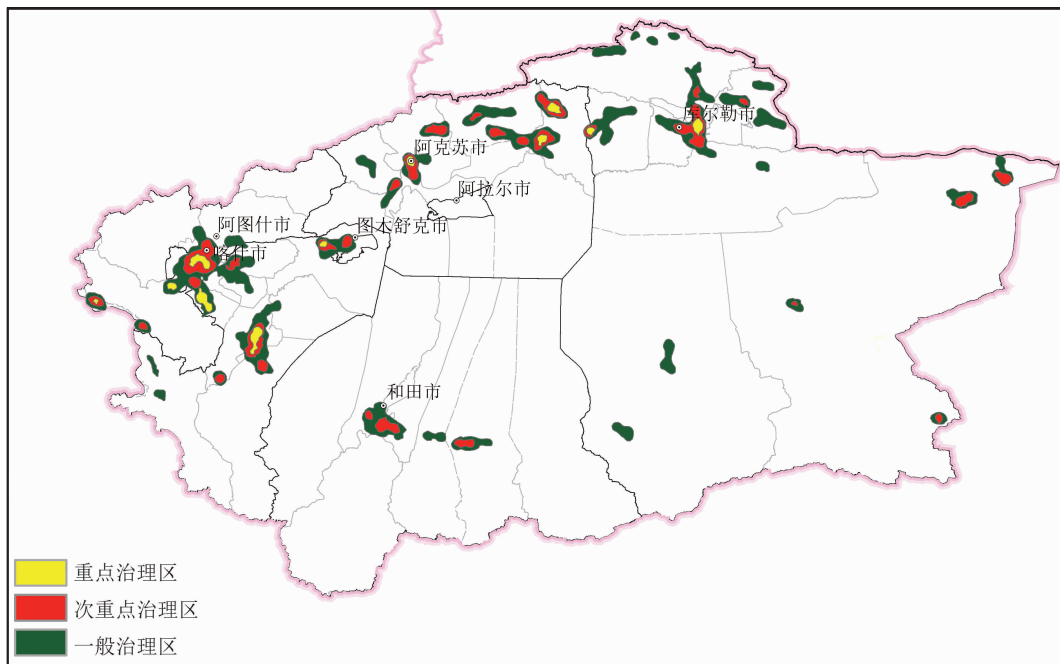 库尔勒市
阿克苏市
阿拉尔市
阿图什市
图木舒克市
喀什市
和田市
重点治理区
次重点治理区
一般治理区